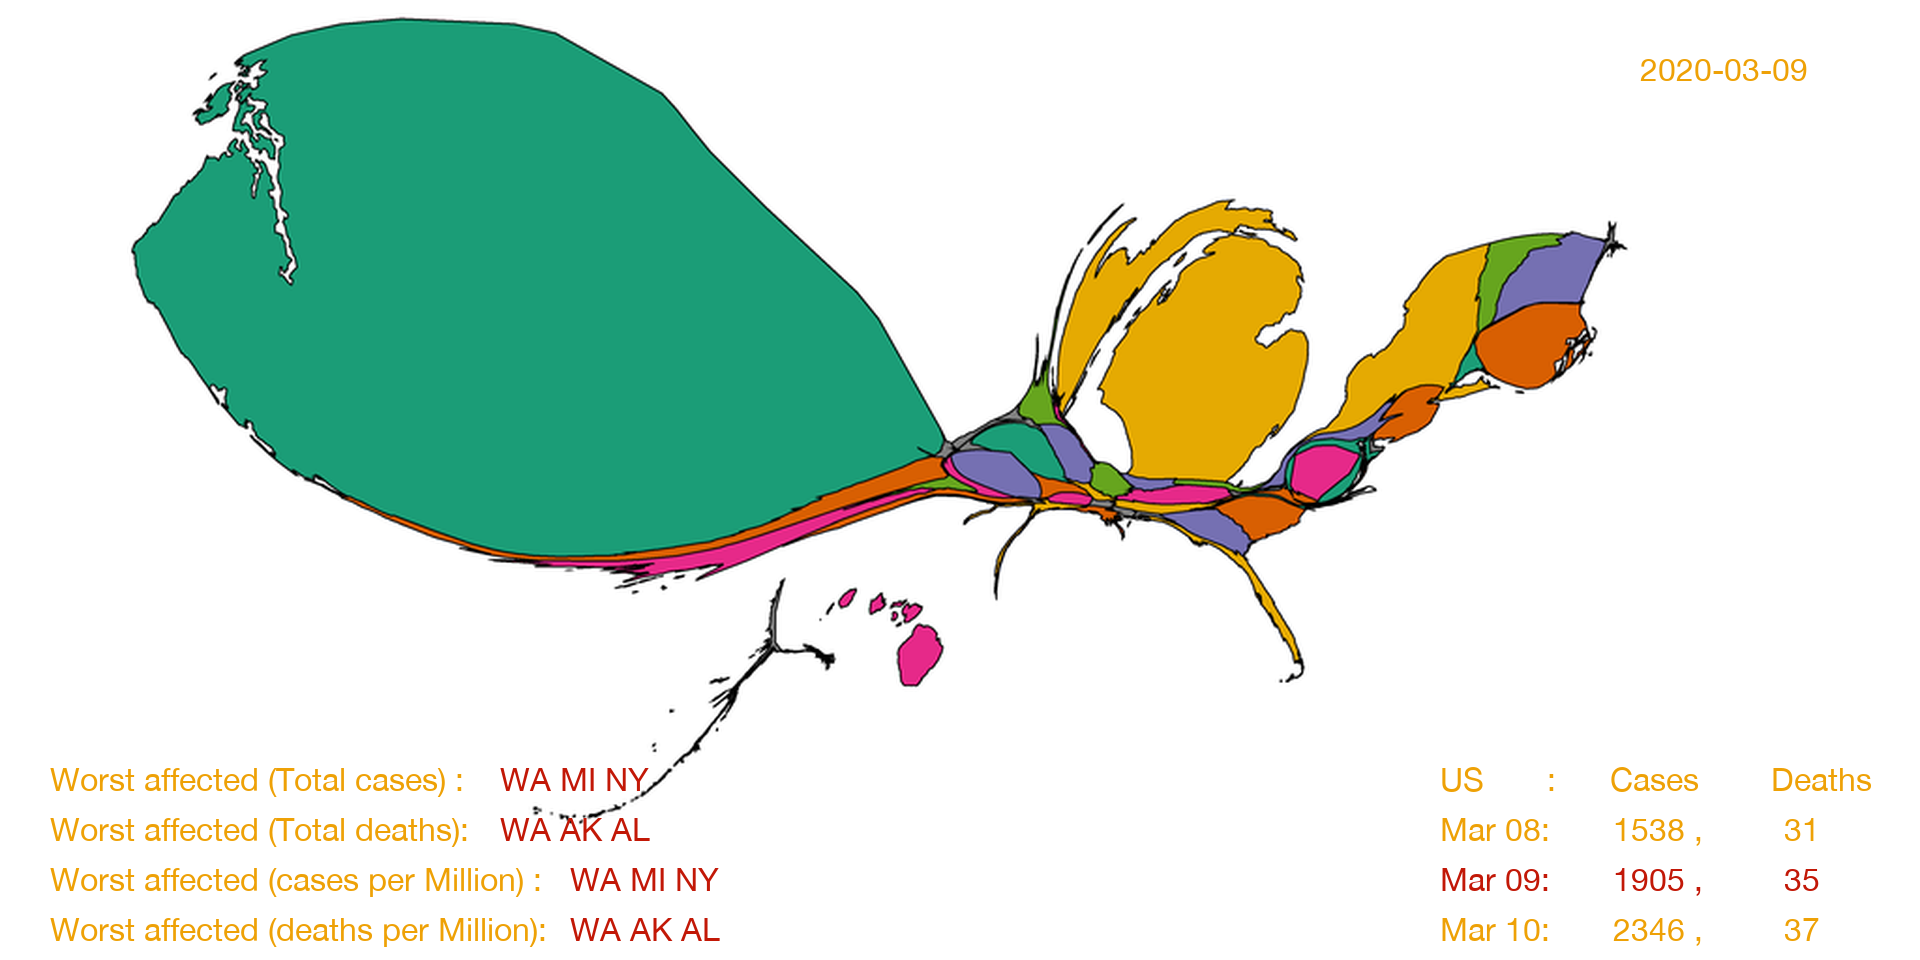 2020-03-09
Worst affected (Total cases) : WA MI NY
Worst affected (Total deaths): WA AK AL
Worst affected (cases per Million) : WA MI NY
Worst affected (deaths per Million): WA AK AL
US : Cases Deaths
Mar 08: 1538 , 31
Mar 09: 1905 , 35
Mar 10: 2346 , 37